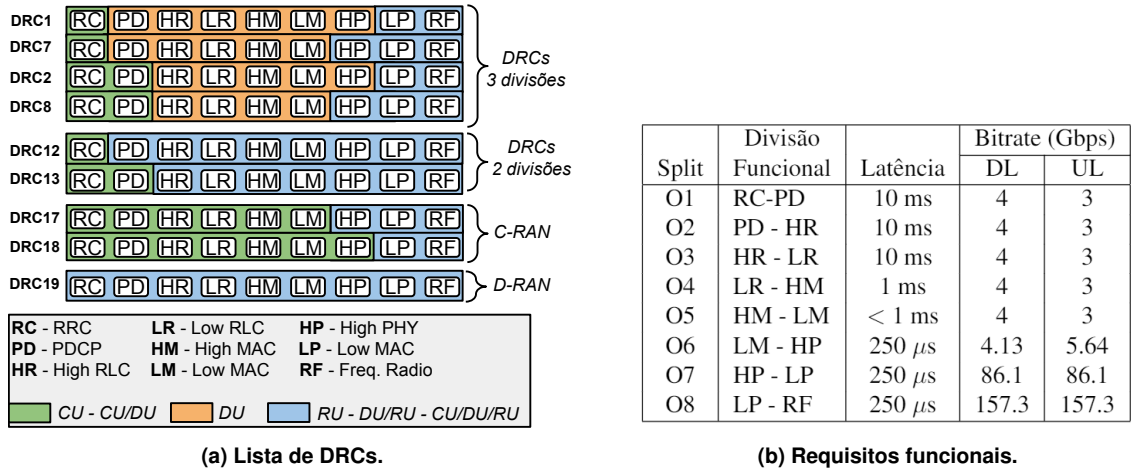 DRC1 RC PD HR LR HM LM HP LP RF
DRC7 RC PD HR LR HM LM HP LP RF
DRC2 RC PD HR LR HM LM HP LP RF
DRC8 RC PD HR LR HM LM HP LP RF
DRCs
3 divisões
DRC12 RC PD HR LR HM LM HP LP RF
DRC13 RC PD HR LR HM LM HP LP RF
DRCs
2 divisões
DRC17 RC PD HR LR HM LM HP LP RF
DRC18 RC PD HR LR HM LM HP LP RF
C-RAN
DRC19 RC PD HR LR HM LM HP LP RF
D-RAN
RC - RRC LR - Low RLC HP - High PHY
PD - PDCP HM - High MAC LP - Low MAC
HR - High RLC LM - Low MAC RF - Freq. Radio
CU - CU/DU DU RU - DU/RU - CU/DU/RU
(a) Lista de DRCs.
Divisão Bitrate (Gbps)
Split Funcional Latência DL UL
O1 RC-PD 10 ms 4 3
O2 PD - HR 10 ms 4 3
O3 HR - LR 10 ms 4 3
O4 LR - HM 1 ms 4 3
O5 HM - LM < 1 ms 4 3
O6 LM - HP 250 μs 4.13 5.64
O7 HP - LP 250 μs 86.1 86.1
O8 LP - RF 250 μs 157.3 157.3
(b) Requisitos funcionais.